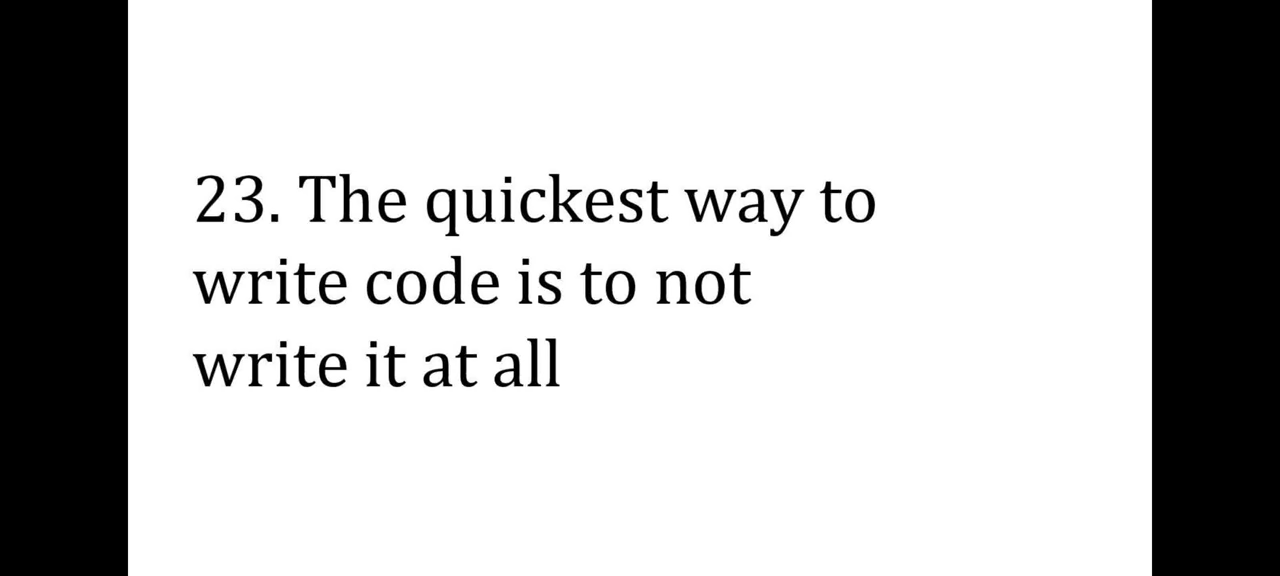 23. The quickest way to
write code is to not
write it at all